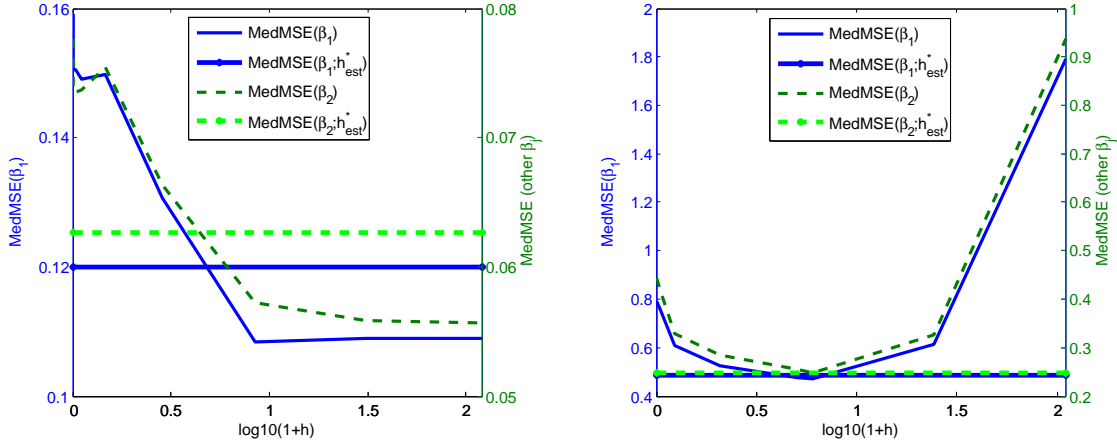 0.16
0.14
0.12
0.1
MedMSE(β1)
0 0.5 1 1.5 2
log10(1+h)
0.08
0.07
0.06
0.05
MedMSE (other βj)
MedMSE(β1)
MedMSE(β1;h*est)
MedMSE(β2)
MedMSE(β2;h*est)
2
1.8
1.6
1.4
1.2
1
0.8
0.6
0.4
MedMSE(β1)
0 0.5 1 1.5 2
log10(1+h)
1
0.9
0.8
0.7
0.6
0.5
0.4
0.3
0.2
MedMSE (other βj)
MedMSE(β1)
MedMSE(β1;h*est)
MedMSE(β2)
MedMSE(β2;h*est)